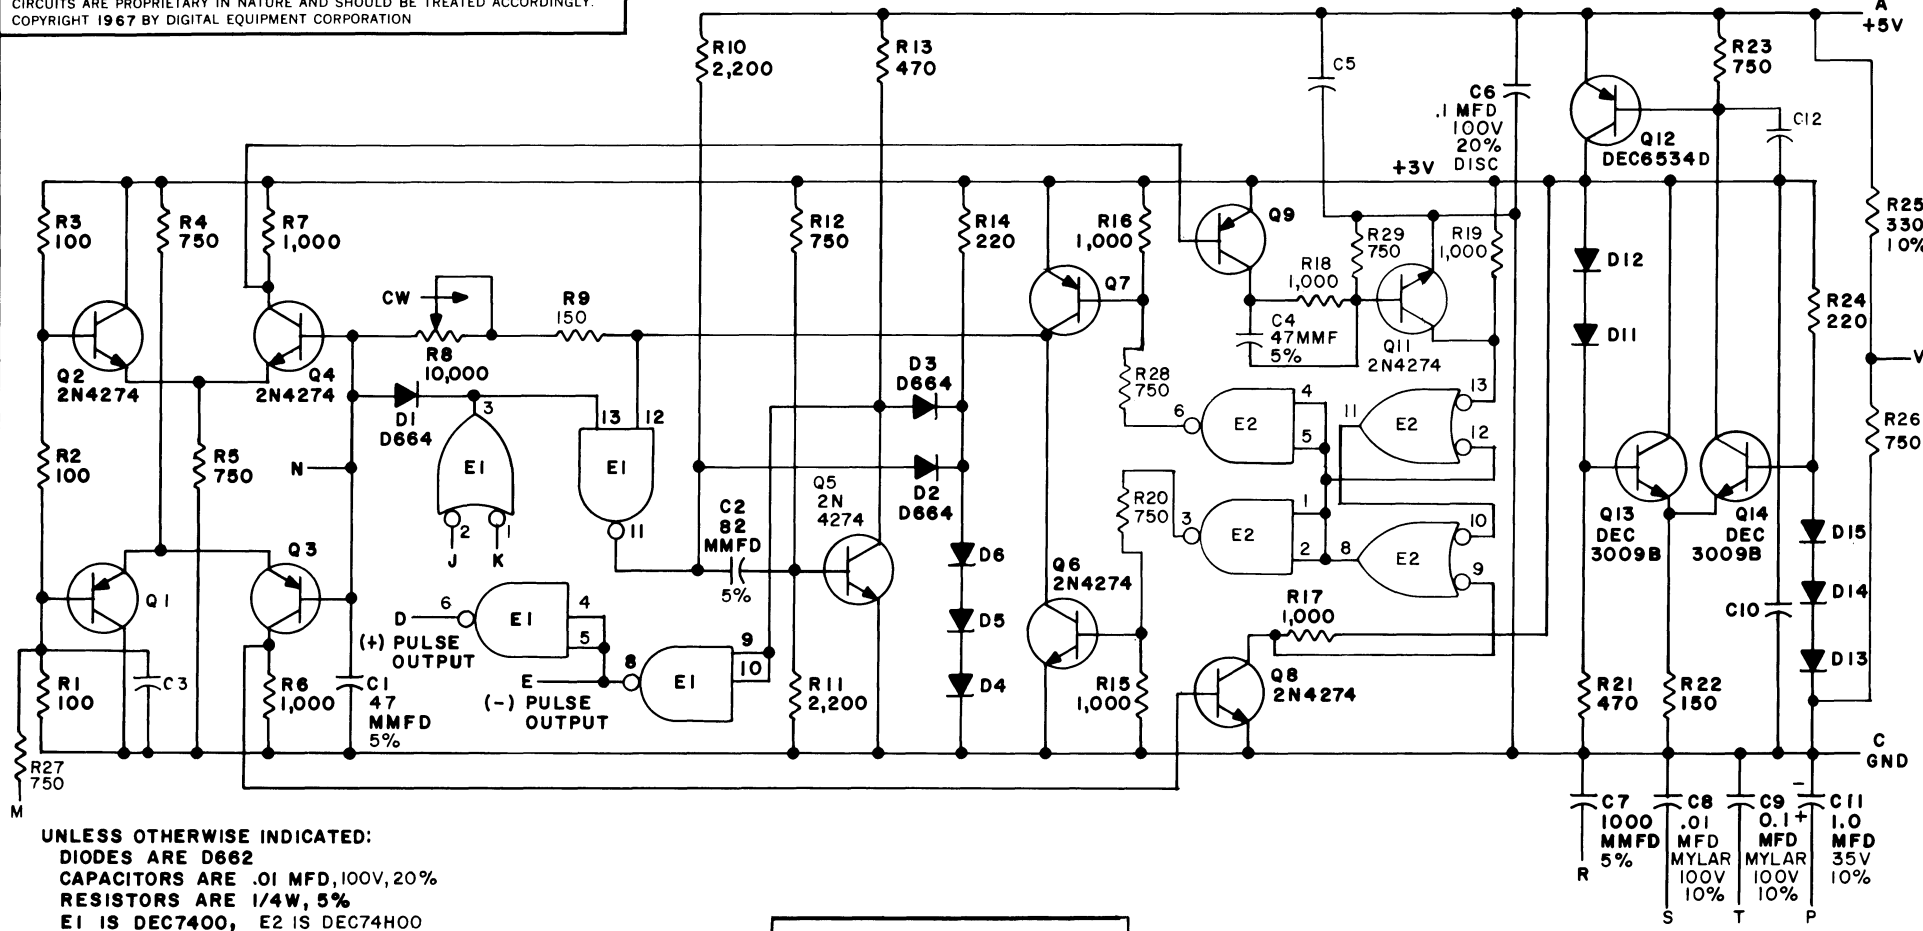 CIRCUITS ARE PROPRIETARY IN NATURE AND SHOULD BE TREATED ACCORDINGLY.
COPYRIGHT 1967 BY DIGITAL EQUIPMENT CORPORATION
A
+5V
R10
2,200
R13
470
C5
C6
.1 MFD
100V
20%
DISC
R23
750
C12
Q12
DEC6534D
+3V
R3
100
R4
750
R7
1,000
R12
750
R14
220
R16
1,000
Q9
R29
750
R19
1,000
R18
1,000
D12
D11
R25
330
10%
R24
220
V
R26
750
CW
R9
150
R8
10,000
Q7
C4
47MMF
5%
Q11
2N4274
Q2
2N4274
Q4
2N4274
D1
D664
3
13
12
D3
D664
R28
750
6
E2
4
5
11
E2
13
12
R2
100
R5
750
N
E1
2
1
J
K
E1
11
D2
D664
Q5
2N
4274
C2
82
MMFD
5%
R20
750
3
E2
1
2
8
E2
10
9
Q13
DEC
3009B
Q14
DEC
3009B
D15
D14
D13
C10
Q1
Q3
D6
D5
D4
Q6
2N4274
R17
1,000
D
6
E1
4
5
(+) PULSE
OUTPUT
E
8
E1
9
10
(-) PULSE
OUTPUT
R1
100
C3
R6
1,000
C1
47
MMFD
5%
R11
2,200
R15
1,000
Q8
2N4274
R21
470
R22
150
C
GND
R27
750
M
C7
1000
MMFD
5%
R
C8
.01
MFD
MYLAR
100V
10%
S
C9
0.1
MFD
MYLAR
100V
10%
T
-
+
C11
1.0
MFD
35V
10%
P
UNLESS OTHERWISE INDICATED:
DIODES ARE D662
CAPACITORS ARE .01 MFD, 100V, 20%
RESISTORS ARE 1/4W, 5%
E1 IS DEC7400, E2 IS DEC74H00